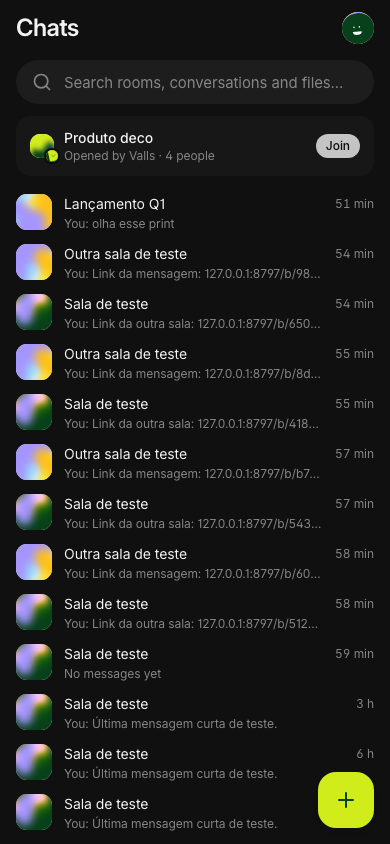 Chats
Search rooms, conversations and files...
Produto deco
Opened by Valls · 4 people
Join
Lançamento Q1
51 min
You: olha esse print
Outra sala de teste
54 min
You: Link da mensagem: 127.0.0.1:8797/b/98...
Sala de teste
54 min
You: Link da outra sala: 127.0.0.1:8797/b/650...
Outra sala de teste
55 min
You: Link da mensagem: 127.0.0.1:8797/b/8d...
Sala de teste
55 min
You: Link da outra sala: 127.0.0.1:8797/b/418...
Outra sala de teste
57 min
You: Link da mensagem: 127.0.0.1:8797/b/b7...
Sala de teste
57 min
You: Link da outra sala: 127.0.0.1:8797/b/543...
Outra sala de teste
58 min
You: Link da mensagem: 127.0.0.1:8797/b/60...
Sala de teste
58 min
You: Link da outra sala: 127.0.0.1:8797/b/512...
Sala de teste
59 min
No messages yet
Sala de teste
3 h
You: Última mensagem curta de teste.
Sala de teste
6 h
You: Última mensagem curta de teste.
Sala de teste
You: Última mensagem curta de teste.